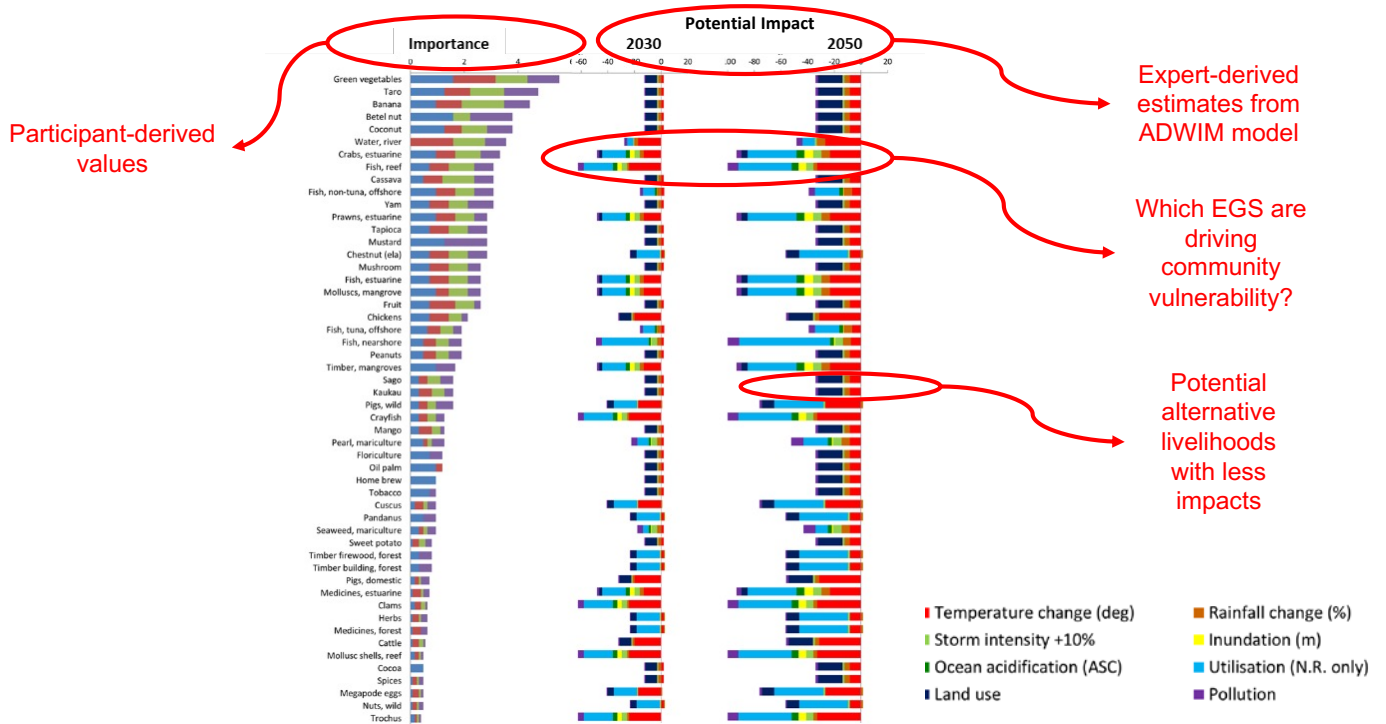 Potential Impact
Importance
2030
2050
0 2 4
-60 -40 -20 0 20
.00 -80 -60 -40 -20 0 20
Green vegetables
Taro
Banana
Betel nut
Coconut
Water, river
Crabs, estuarine
Fish, reef
Cassava
Fish, non-tuna, offshore
Yam
Prawns, estuarine
Tapioca
Mustard
Chestnut (ela)
Mushroom
Fish, estuarine
Molluscs, mangrove
Fruit
Chickens
Fish, tuna, offshore
Fish, nearshore
Peanuts
Timber, mangroves
Sago
Kaukau
Pigs, wild
Crayfish
Mango
Pearl, mariculture
Floriculture
Oil palm
Home brew
Tobacco
Cuscus
Pandanus
Seaweed, mariculture
Sweet potato
Timber firewood, forest
Timber building, forest
Pigs, domestic
Medicines, estuarine
Clams
Herbs
Medicines, forest
Cattle
Mollusc shells, reef
Cocoa
Spices
Megapode eggs
Nuts, wild
Trochus
Participant-derived
values
Expert-derived
estimates from
ADWIM model
Which EGS are
driving
community
vulnerability?
Potential
alternative
livelihoods
with less
impacts
Temperature change (deg)
Rainfall change (%)
Storm intensity +10%
Inundation (m)
Ocean acidification (ASC)
Utilisation (N.R. only)
Land use
Pollution